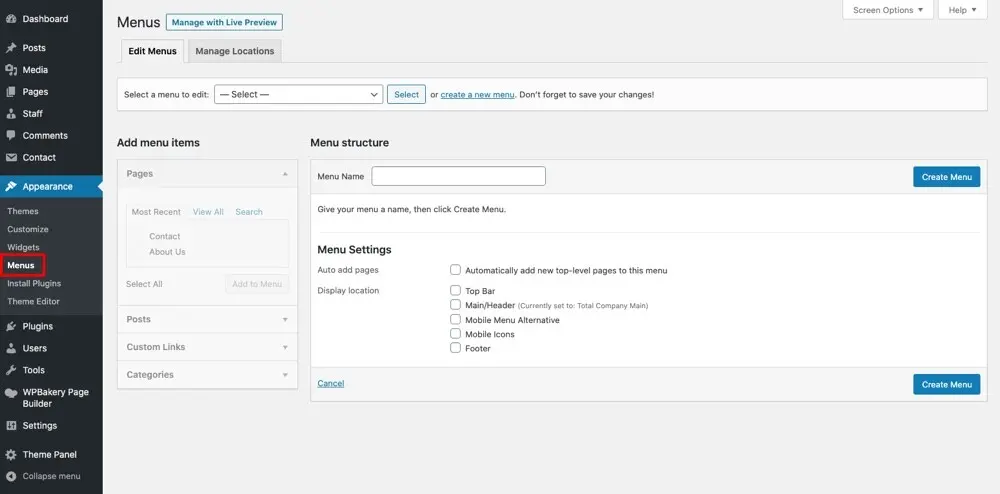 Dashboard
Posts
Media
Pages
Staff
Comments
Contact
Appearance
Themes
Customize
Widgets
Menus
Install Plugins
Theme Editor
Plugins
Users
Tools
WPBakery Page
Builder
Settings
Theme Panel
Collapse menu
Screen Options
Help
Menus
Manage with Live Preview
Edit Menus
Manage Locations
Select a menu to edit: — Select — Select or create a new menu. Don't forget to save your changes!
Add menu items
Pages
Most Recent View All Search
Contact
About Us
Select All Add to Menu
Posts
Custom Links
Categories
Menu structure
Menu Name Create Menu
Give your menu a name, then click Create Menu.
Menu Settings
Auto add pages Automatically add new top-level pages to this menu
Display location Top Bar
Main/Header (Currently set to: Total Company Main)
Mobile Menu Alternative
Mobile Icons
Footer
Cancel Create Menu